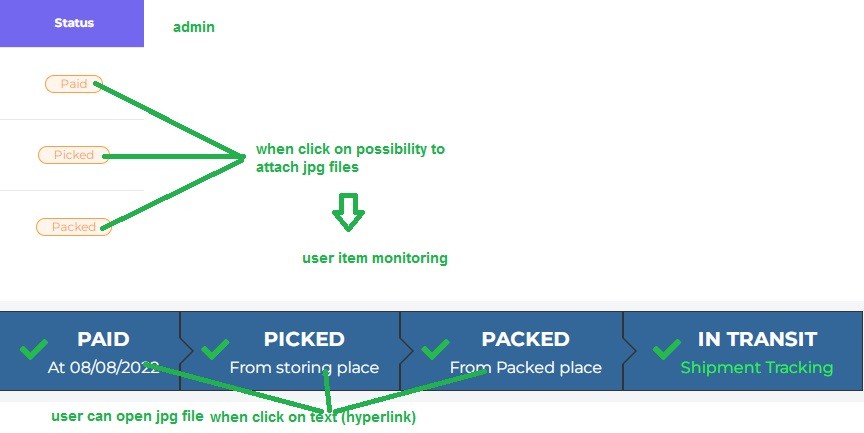 Status
admin
Paid
Picked
Packed
when click on possibility to
attach jpg files
user item monitoring
PAID
At 08/08/2022
PICKED
From storing place
PACKED
From Packed place
IN TRANSIT
Shipment Tracking
user can open jpg file when click on text (hyperlink)